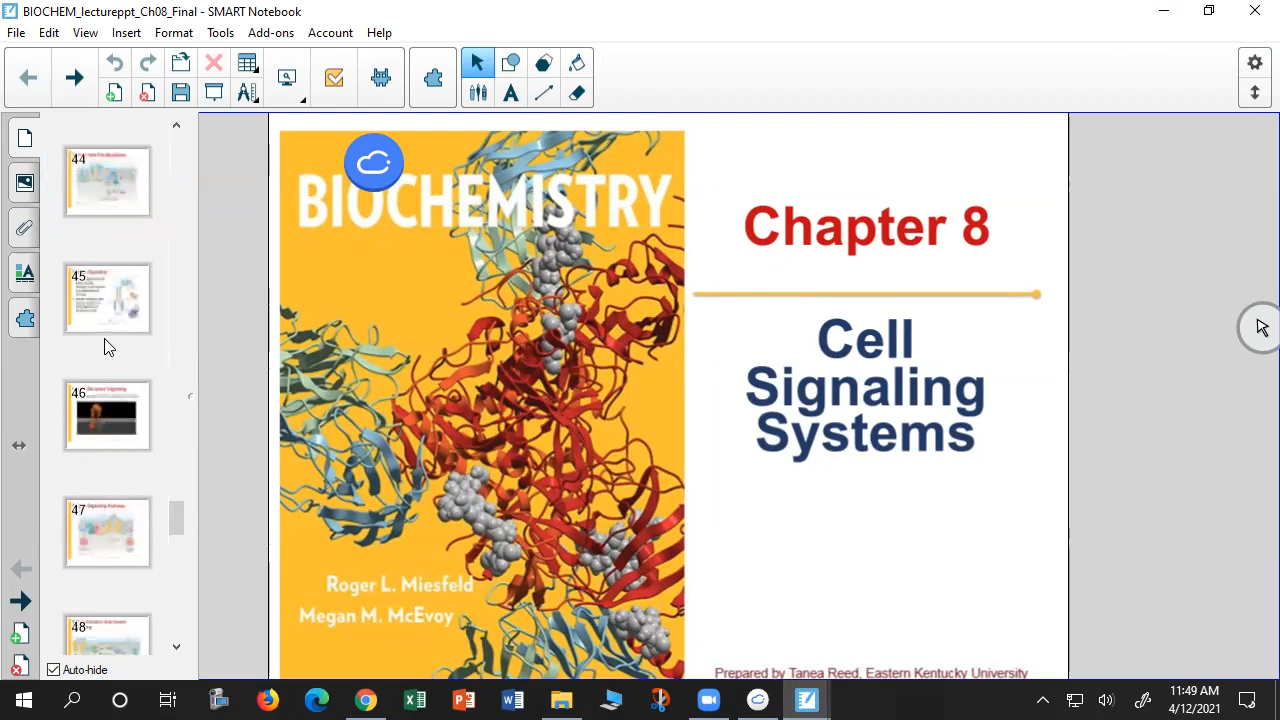 BIOCHEM_lectureppt_Ch08_Final - SMART Notebook
File Edit View Insert Format Tools Add-ons Account Help
44
45
46
47
48
Auto-hide
BIOCHEMISTRY
Roger L. Miesfeld
Megan M. McEvoy
Chapter 8
Cell
Signaling
Systems
Prepared by Tanea Reed, Eastern Kentucky University
11:49 AM
4/12/2021